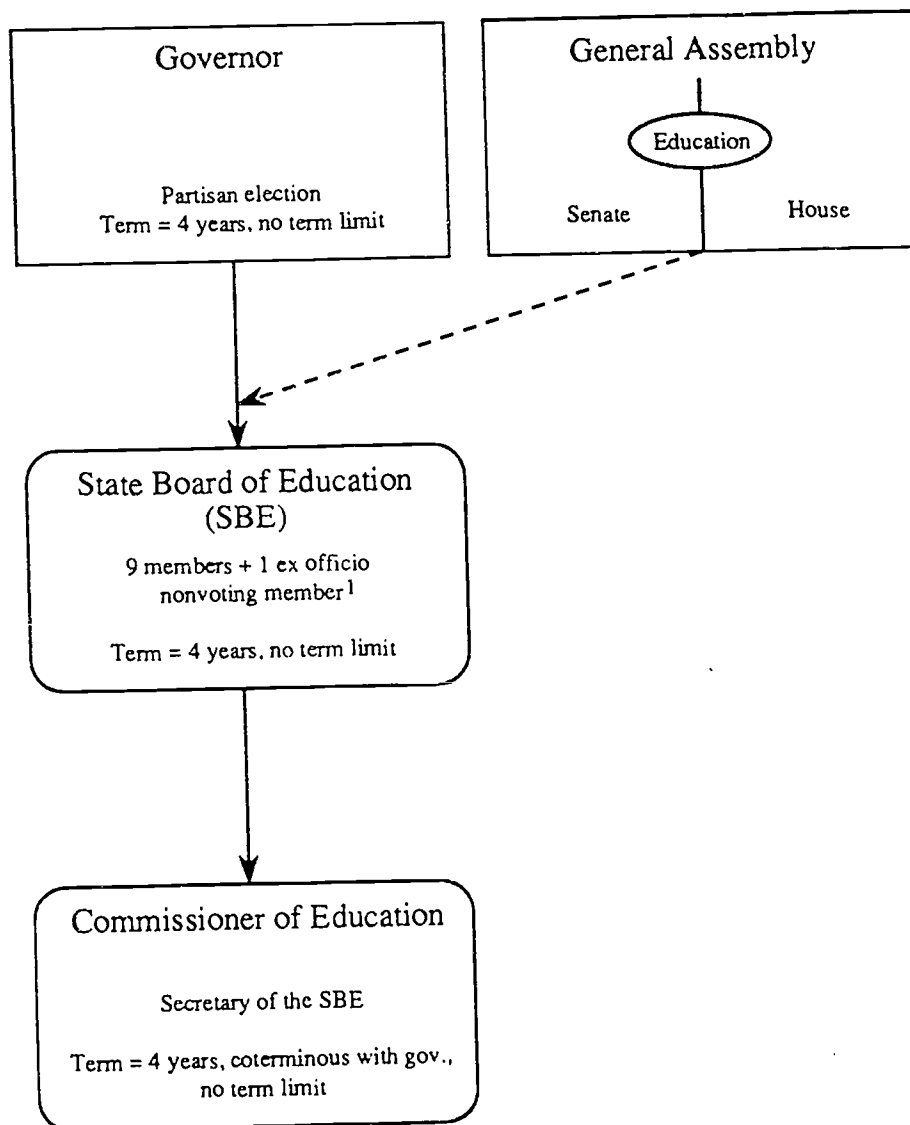 Governor
Partisan election
Term = 4 years, no term limit
General Assembly
Education
Senate
House
State Board of Education
(SBE)
9 members + 1 ex officio
nonvoting member1
Term = 4 years, no term limit
Commissioner of Education
Secretary of the SBE
Term = 4 years, coterminous with gov.,
no term limit